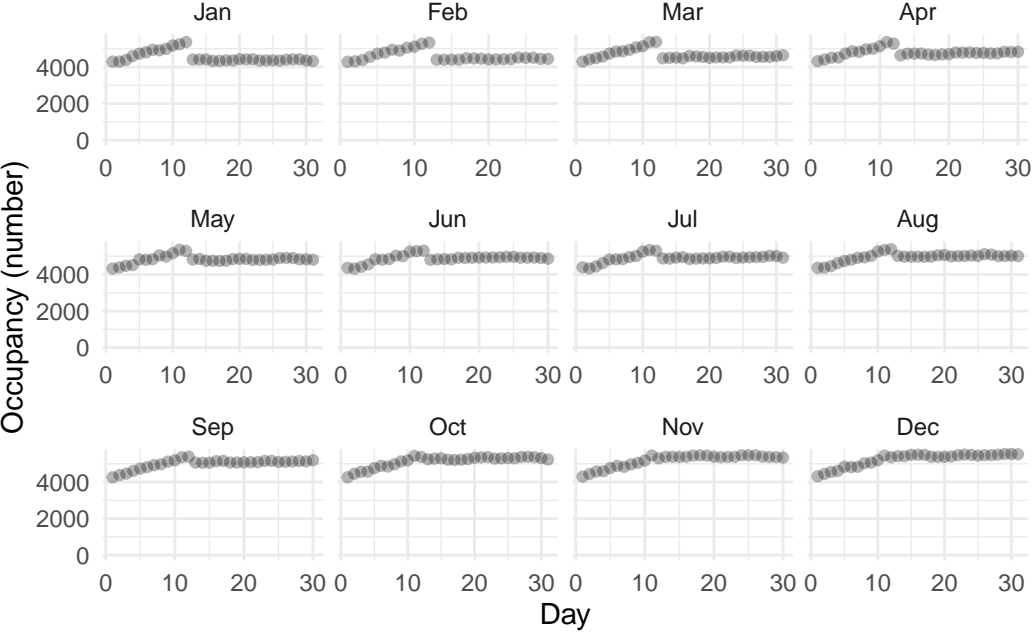 Jan Feb Mar Apr
4000
2000
0
0 10 20 30 0 10 20 0 10 20 30 0 10 20 30
May Jun Jul Aug
4000
2000
0
0 10 20 30 0 10 20 30 0 10 20 30 0 10 20 30
Sep Oct Nov Dec
4000
2000
0
0 10 20 30 0 10 20 30 0 10 20 30 0 10 20 30
Day
Occupancy (number)